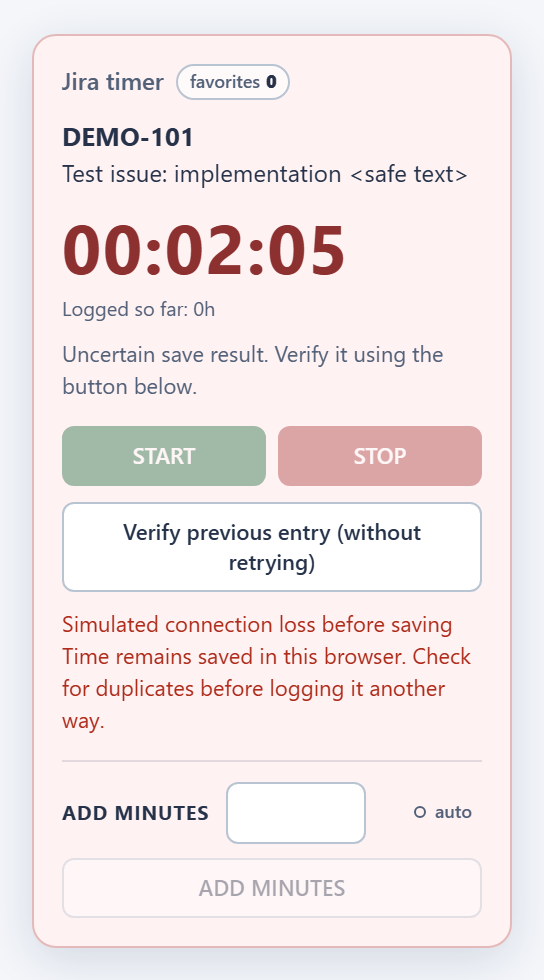 Jira timer favorites 0
DEMO-101
Test issue: implementation <safe text>
00:02:05
Logged so far: 0h
Uncertain save result. Verify it using the
button below.
START STOP
Verify previous entry (without
retrying)
Simulated connection loss before saving
Time remains saved in this browser. Check
for duplicates before logging it another
way.
ADD MINUTES auto
ADD MINUTES